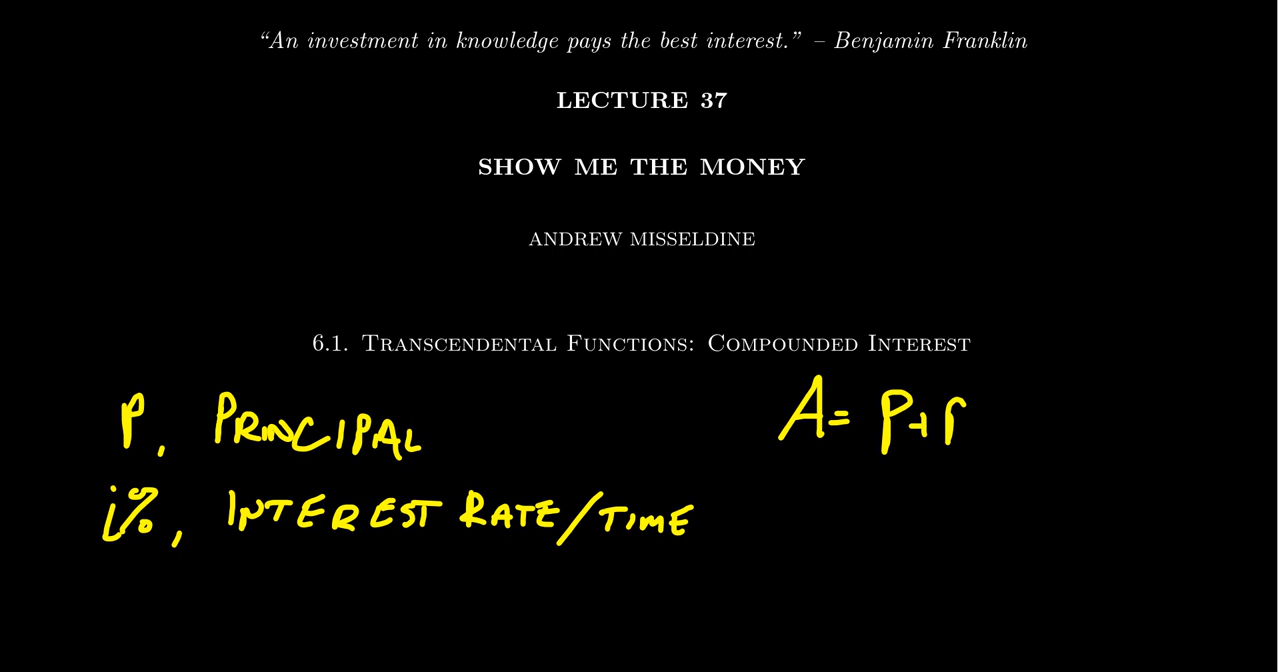 “An investment in knowledge pays the best interest.” – Benjamin Franklin
LECTURE 37
SHOW ME THE MONEY
ANDREW MISSELDINE
6.1. Transcendental Functions: Compounded Interest
P, PRINCIPAL
A= P+
i%, INTEREST RATE/TIME